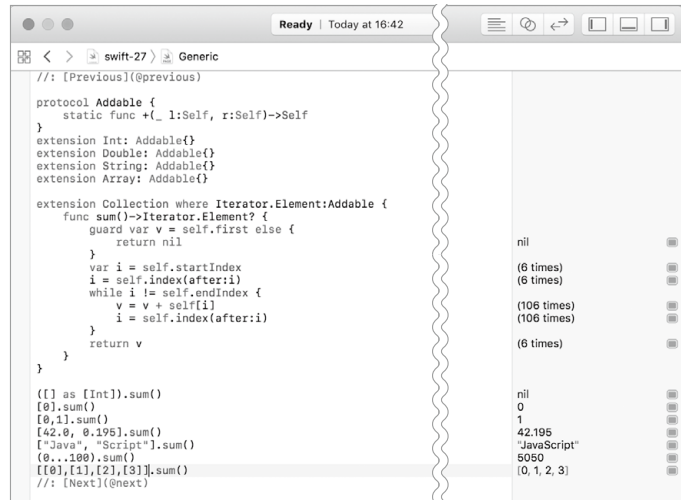 Ready | Today at 16:42
swift-27 〉 Generic
//: [Previous](@previous)
protocol Addable {
static func +(_ l:Self, r:Self)->Self
}
extension Int: Addable{}
extension Double: Addable{}
extension String: Addable{}
extension Array: Addable{}
extension Collection where Iterator.Element:Addable {
func sum()->Iterator.Element? {
guard var v = self.first else {
return nil nil
}
var i = self.startIndex (6 times)
i = self.index(after:i) (6 times)
while i != self.endIndex {
v = v + self[i] (106 times)
i = self.index(after:i) (106 times)
}
return v (6 times)
}
}
([] as [Int]).sum() nil
[0].sum() 0
[0,1].sum() 1
[42.0, 0.195].sum() 42.195
["Java", "Script"].sum() "JavaScript"
(0...100).sum() 5050
[[0],[1],[2],[3]].sum() [0, 1, 2, 3]
//: [Next](@next)